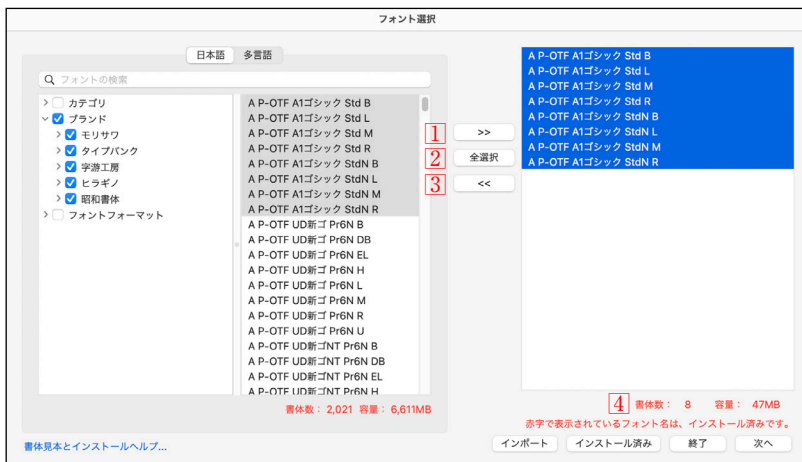 フォント選択
日本語 多言語
フォントの検索
カテゴリ
ブランド
モリサワ
タイプバンク
字游工房
ヒラギノ
昭和書体
フォントフォーマット
A P-OTF A1ゴシック Std B
A P-OTF A1ゴシック Std L
A P-OTF A1ゴシック Std M
A P-OTF A1ゴシック Std R
A P-OTF A1ゴシック StdN B
A P-OTF A1ゴシック StdN L
A P-OTF A1ゴシック StdN M
A P-OTF A1ゴシック StdN R
A P-OTF UD新ゴ Pr6N B
A P-OTF UD新ゴ Pr6N DB
A P-OTF UD新ゴ Pr6N EL
A P-OTF UD新ゴ Pr6N H
A P-OTF UD新ゴ Pr6N L
A P-OTF UD新ゴ Pr6N M
A P-OTF UD新ゴ Pr6N R
A P-OTF UD新ゴ Pr6N U
A P-OTF UD新ゴNT Pr6N B
A P-OTF UD新ゴNT Pr6N DB
A P-OTF UD新ゴNT Pr6N EL
A P-OTF UD新ゴNT Pr6N H
書体数： 2,021 容量： 6,611MB
1 >>
2 全選択
3 <<
A P-OTF A1ゴシック Std B
A P-OTF A1ゴシック Std L
A P-OTF A1ゴシック Std M
A P-OTF A1ゴシック Std R
A P-OTF A1ゴシック StdN B
A P-OTF A1ゴシック StdN L
A P-OTF A1ゴシック StdN M
A P-OTF A1ゴシック StdN R
4 書体数： 8 容量： 47MB
赤字で表示されているフォント名は、インストール済みです。
書体見本とインストールヘルプ...
インポート インストール済み 終了 次へ